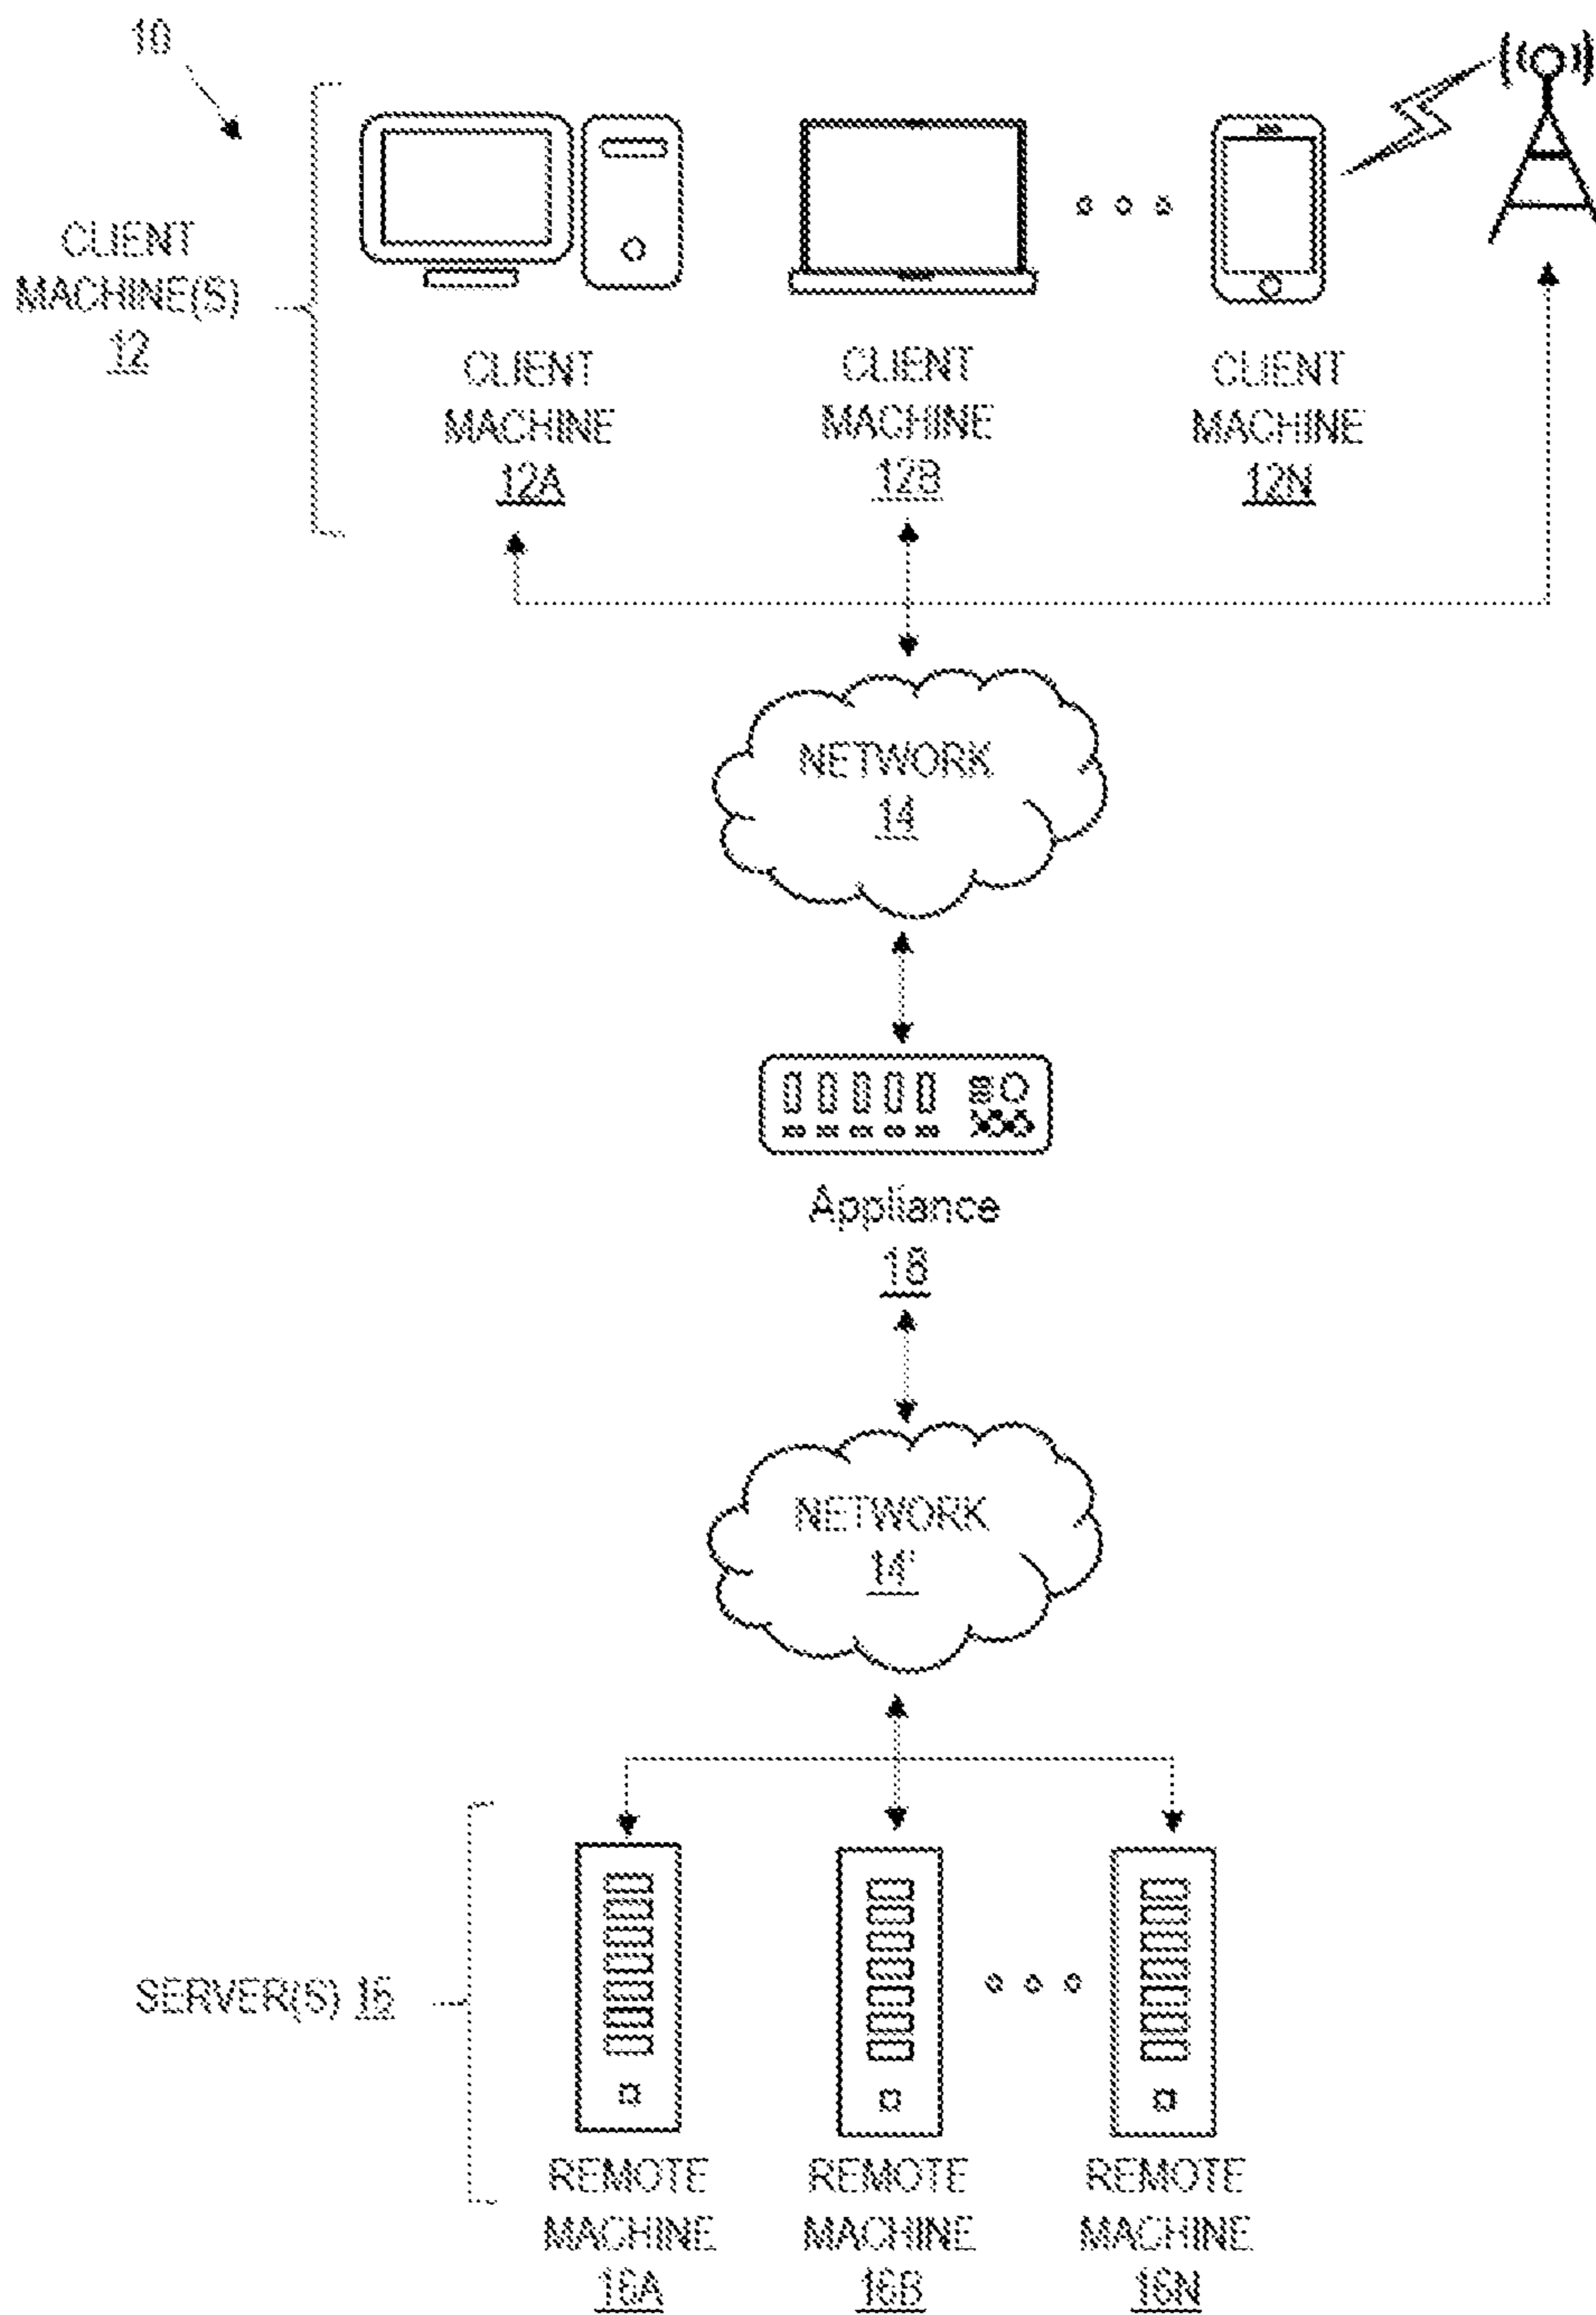 10
CLIENT
MACHINE(S)
12
CLIENT
MACHINE
12A
CLIENT
MACHINE
12B
CLIENT
MACHINE
12N
NETWORK
14
Appliance
18
NETWORK
14'
SERVER(S) 16
REMOTE
MACHINE
16A
REMOTE
MACHINE
16B
REMOTE
MACHINE
16N